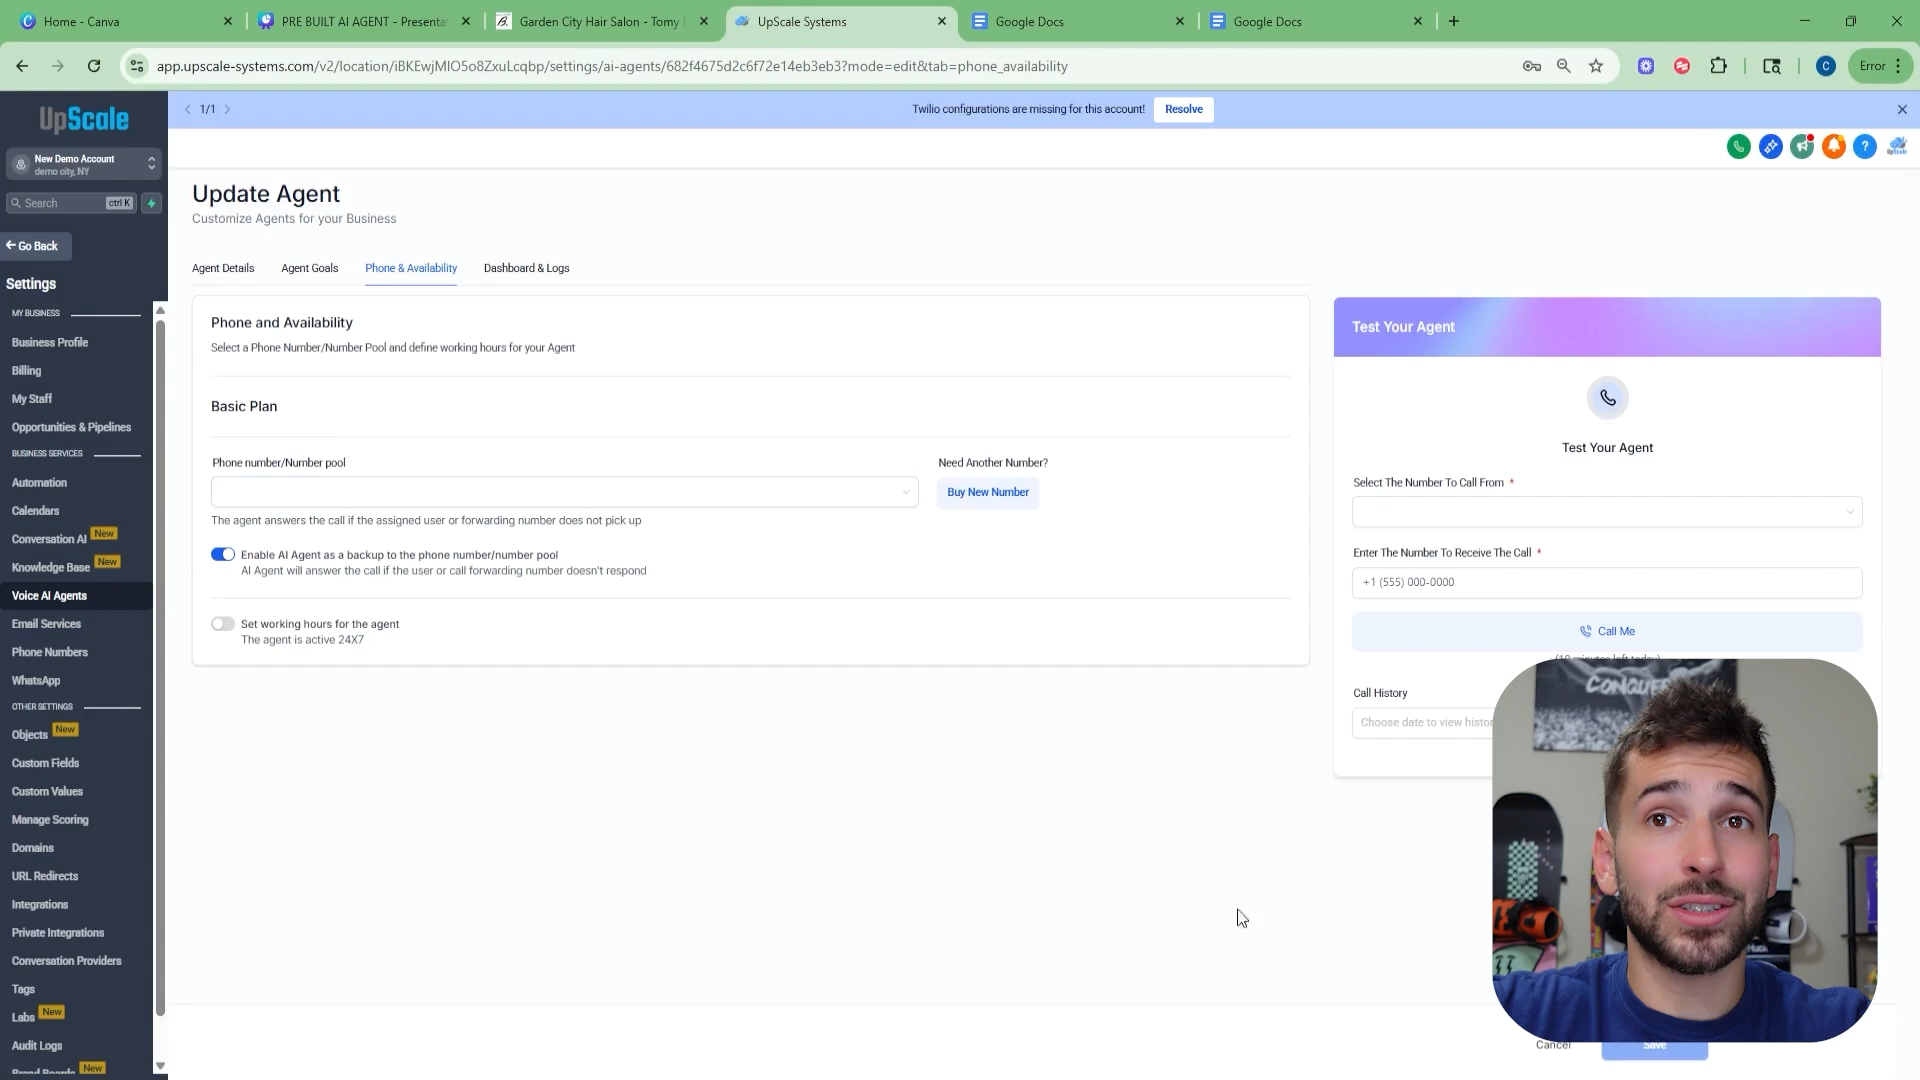 Home - Canva
PRE BUILT AI AGENT - Presenta
Garden City Hair Salon - Tomy
UpScale Systems
Google Docs
Google Docs
app.upscale-systems.com/v2/location/iBKEwjMlO5o8ZxuLcqbp/settings/ai-agents/682f4675d2c6f72e14eb3eb3?mode=edit&tab=phone_availability
C
Error
UpScale
1/1
Twilio configurations are missing for this account!
Resolve
New Demo Account
demo city, NY
Search
ctrl K
Go Back
Settings
MY BUSINESS
Business Profile
Billing
My Staff
Opportunities & Pipelines
BUSINESS SERVICES
Automation
Calendars
Conversation AI New
Knowledge Base New
Voice AI Agents
Email Services
Phone Numbers
WhatsApp
OTHER SETTINGS
Objects New
Custom Fields
Custom Values
Manage Scoring
Domains
URL Redirects
Integrations
Private Integrations
Conversation Providers
Tags
Labs New
Audit Logs
Brand Boards New
Update Agent
Customize Agents for your Business
Agent Details
Agent Goals
Phone & Availability
Dashboard & Logs
Phone and Availability
Select a Phone Number/Number Pool and define working hours for your Agent
Basic Plan
Phone number/Number pool
Need Another Number?
Buy New Number
The agent answers the call if the assigned user or forwarding number does not pick up
Enable AI Agent as a backup to the phone number/number pool
AI Agent will answer the call if the user or call forwarding number doesn't respond
Set working hours for the agent
The agent is active 24X7
Test Your Agent
Test Your Agent
Select The Number To Call From *
Enter The Number To Receive The Call *
+1 (555) 000-0000
Call Me
Call History
Choose date to view histor
CONQUER
Cancel
Save